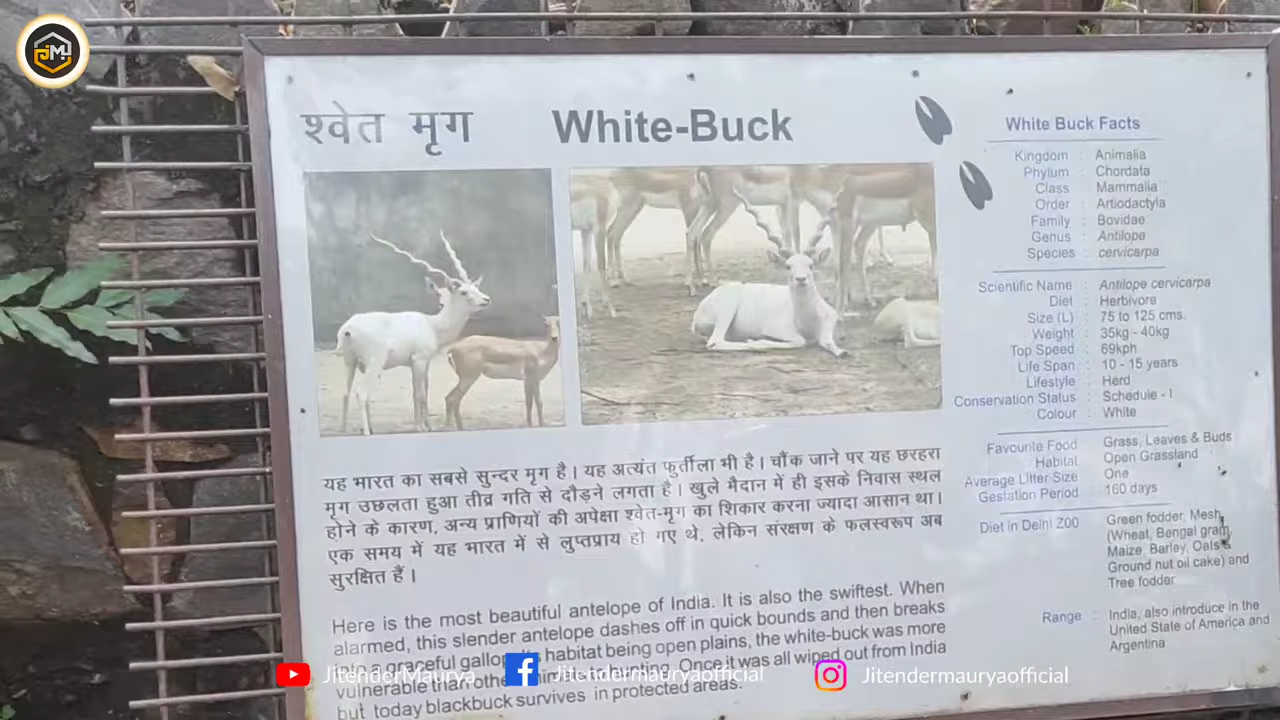 श्वेत मृग
White-Buck
यह भारत का सबसे सुन्दर मृग है। यह अत्यंत फुर्तीला भी है। चौंक जाने पर यह छरहरा
मृग उछलता हुआ तीव्र गति से दौड़ने लगता है। खुले मैदान में ही इसके निवास स्थल
होने के कारण, अन्य प्राणियों की अपेक्षा श्वेत-मृग का शिकार करना ज्यादा आसान था।
एक समय में यह भारत में से लुप्तप्राय हो गए थे, लेकिन संरक्षण के फलस्वरूप अब
सुरक्षित हैं।
Here is the most beautiful antelope of India. It is also the swiftest. When
alarmed, this slender antelope dashes off in quick bounds and then breaks
into a graceful gallop. habitat being open plains, the white-buck was more
vulnerable than hunting. Once it was all wiped out from India
but today blackbuck survives in protected areas.
White Buck Facts
Kingdom : Animalia
Phylum : Chordata
Class : Mammalia
Order : Artiodactyla
Family : Bovidae
Genus : Antilope
Species : cervicarpa
Scientific Name : Antilope cervicarpa
Diet : Herbivore
Size (L) : 75 to 125 cms.
Weight : 35kg - 40kg
Top Speed : 69kph
Life Span : 10 - 15 years
Lifestyle : Herd
Conservation Status : Schedule - I
Colour : White
Favourite Food : Grass, Leaves & Buds
Habitat : Open Grassland
Average Litter Size : One
Gestation Period : 160 days
Diet in Delhi Zoo : Green fodder, Mesh,
(Wheat, Bengal gram,
Maize, Barley, Oats &
Ground nut oil cake) and
Tree fodder
Range : India, also introduce in the
United State of America and
Argentina
JitenderMaurya
Jitendermauryaofficial
Jitendermauryaofficial